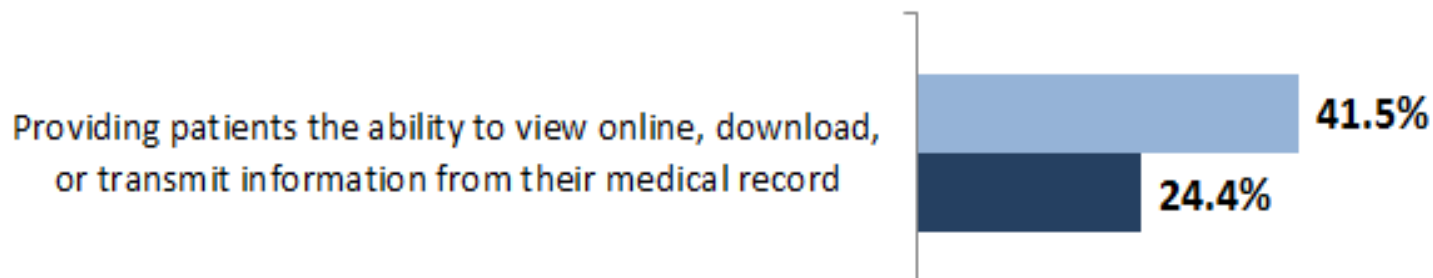 Providing patients the ability to view online, download,
or transmit information from their medical record
41.5%
24.4%